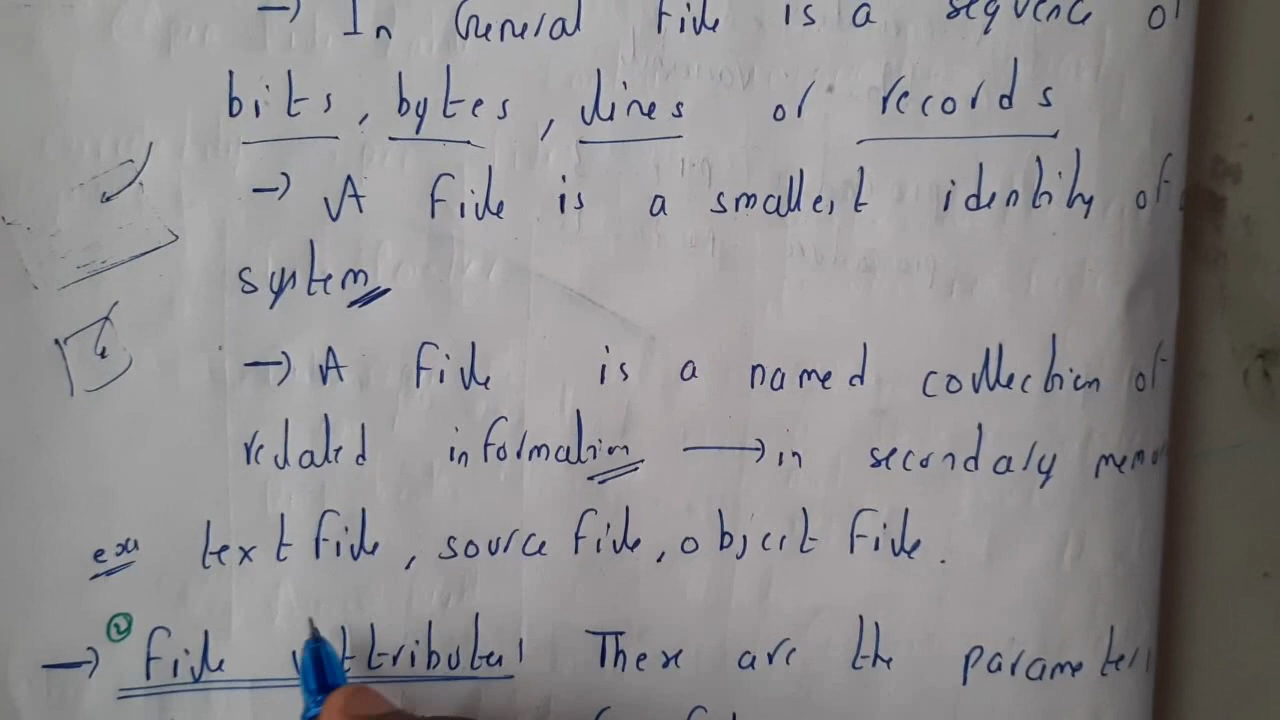 → In General File is a sequence of
bits, bytes, lines or records
→ A File is a smallest identity of
system
→ A File is a named collection of
related information → in secondary
ex: text file, source file, object file.
→ ② File Attributes These are the parameters